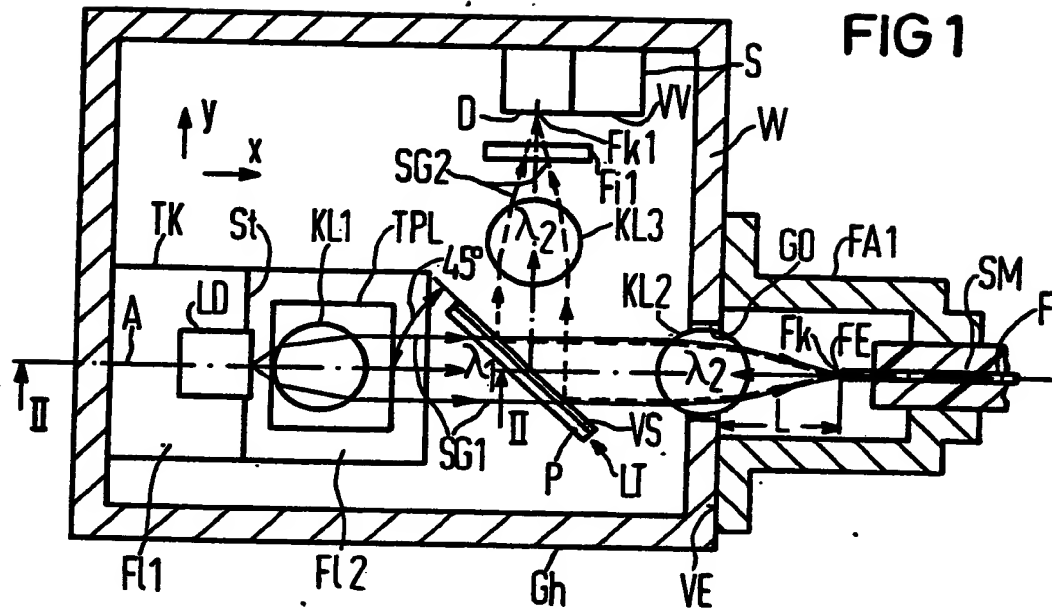 FIG 1
S
D
VV
W
y
Fk1
x
SG2
Fi1
TK
St
KL1
TPL
45°
λ2
KL3
GO
FA1
LD
KL2
SM
A
Fk
FE
F
λ1
λ2
II
II
L
SG1
VS
P
LT
Fl1
Fl2
Gh
VE